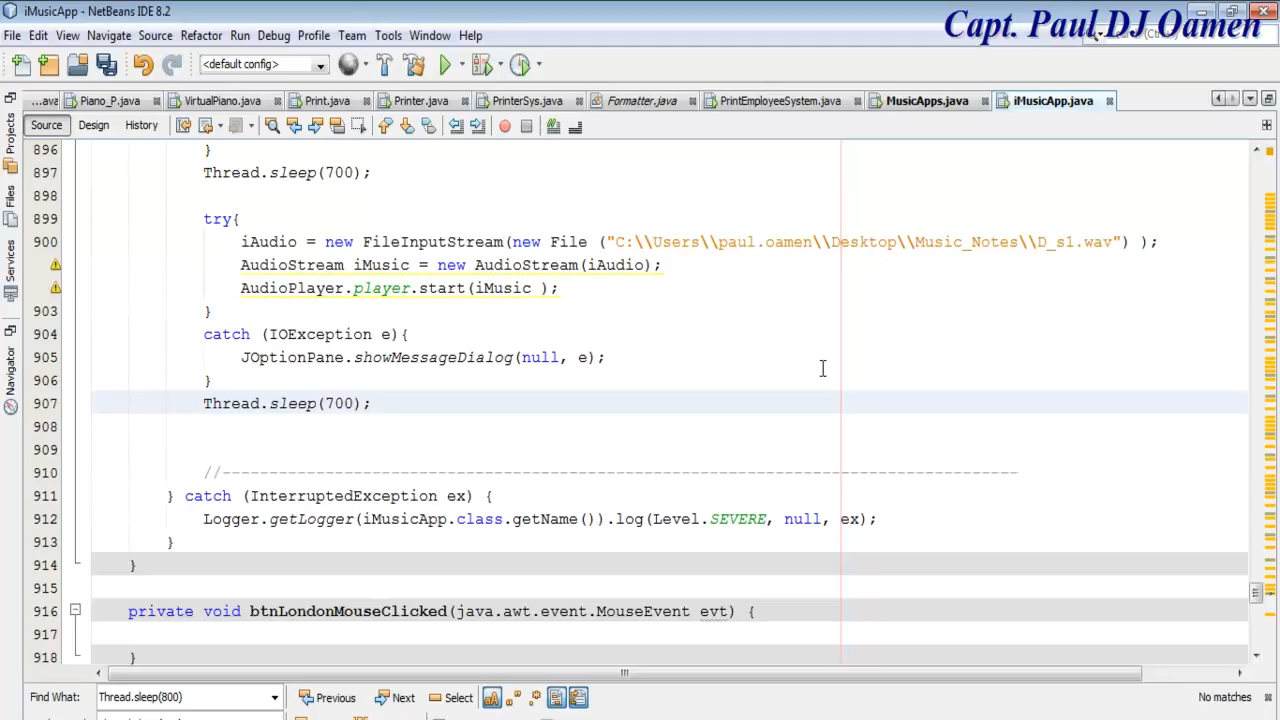 iMusicApp - NetBeans IDE 8.2
Capt. Paul DJ Oamen
File Edit View Navigate Source Refactor Run Debug Profile Team Tools Window Help
<default config>
...ava Piano_P.java VirtualPiano.java Print.java Printer.java PrinterSys.java Formatter.java PrintEmployeeSystem.java MusicApps.java iMusicApp.java
Source Design History
Projects
Files
Services
Navigator
896 }
897 Thread.sleep(700);
898
899 try{
900 iAudio = new FileInputStream(new File ("C:\\Users\\paul.oamen\\Desktop\\Music_Notes\\D_s1.wav") );
AudioStream iMusic = new AudioStream(iAudio);
AudioPlayer.player.start(iMusic );
903 }
904 catch (IOException e){
905 JOptionPane.showMessageDialog(null, e);
906 }
907 Thread.sleep(700);
908
910 //-------------------------------------------------------------------------------------
911 } catch (InterruptedException ex) {
912 Logger.getLogger(iMusicApp.class.getName()).log(Level.SEVERE, null, ex);
913 }
914 }
915
916 private void btnLondonMouseClicked(java.awt.event.MouseEvent evt) {
917
918 }
Find What: Thread.sleep(800) Previous Next Select No matches